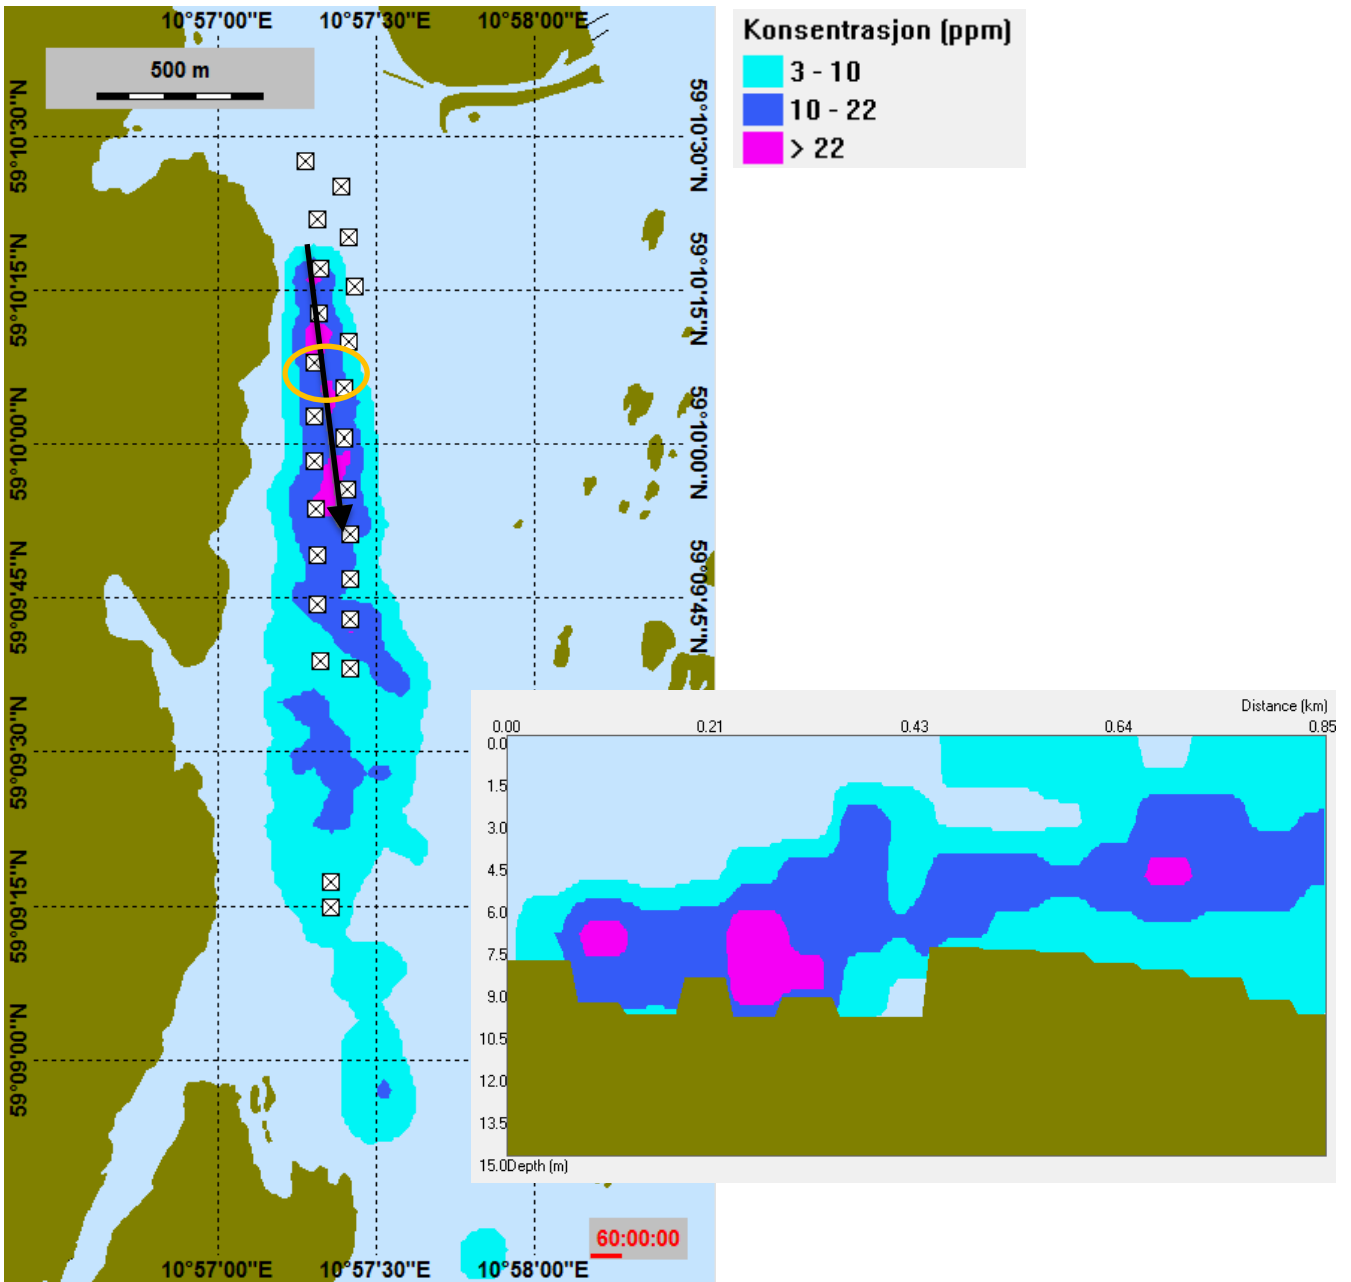 10°57'00"E 10°57'30"E 10°58'00"E
500 m
Konsentrasjon (ppm)
3 - 10
10 - 22
> 22
59°10'30"N 59°10'30"N
59°10'15"N 59°10'15"N
59°10'00"N 59°10'00"N
59°09'45"N 59°09'45"N
59°09'30"N
59°09'15"N
59°09'00"N
Distance (km)
0.00 0.21 0.43 0.64 0.85
0.0
1.5
3.0
4.5
6.0
7.5
9.0
10.5
12.0
13.5
15.0 Depth (m)
60:00:00
10°57'00"E 10°57'30"E 10°58'00"E